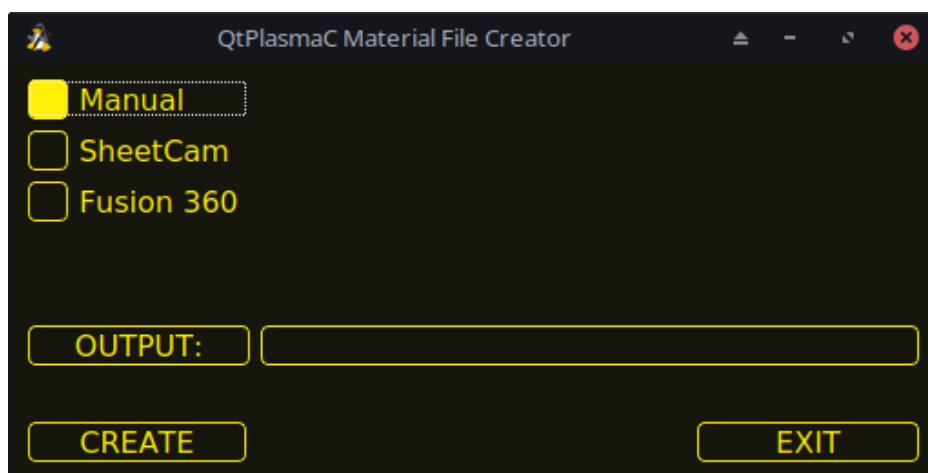 QtPlasmaC Material File Creator
Manual
SheetCam
Fusion 360
OUTPUT:
CREATE
EXIT